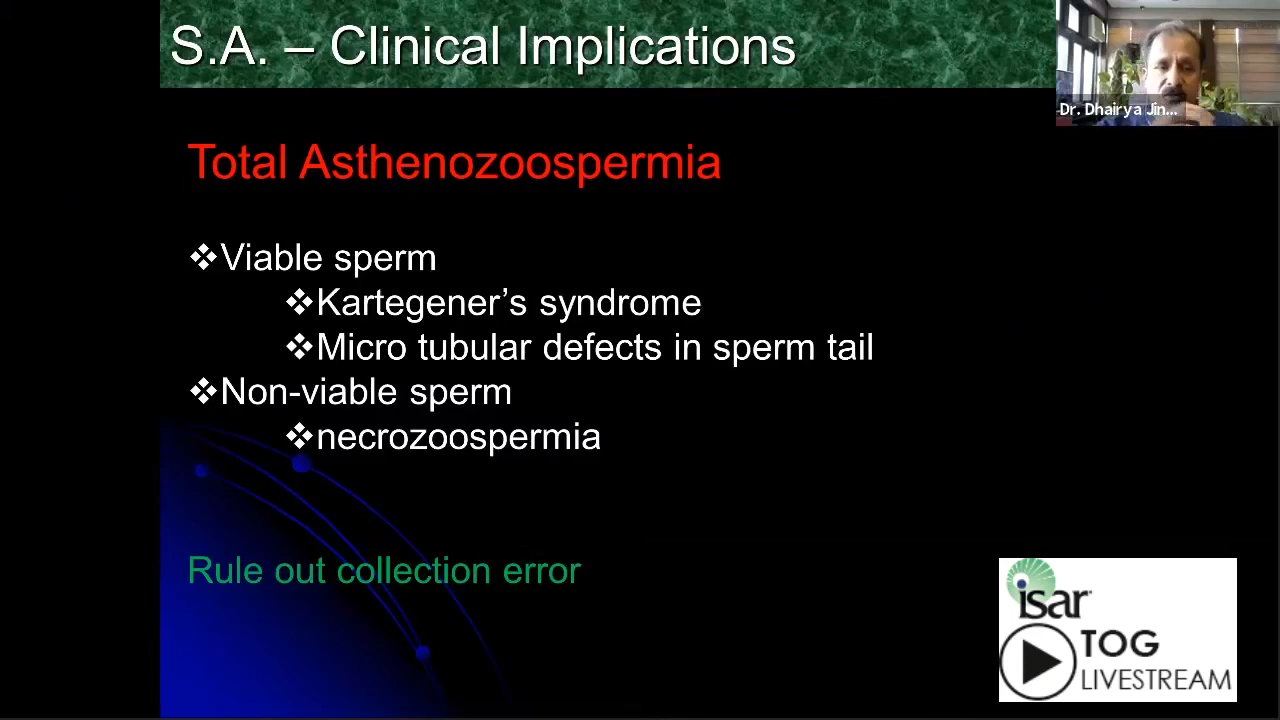 S.A. – Clinical Implications
Dr. Dhairya Jin...
Total Asthenozoospermia
❖Viable sperm
❖Kartegener’s syndrome
❖Micro tubular defects in sperm tail
❖Non-viable sperm
❖necrozoospermia
Rule out collection error
isar
TOG
LIVESTREAM